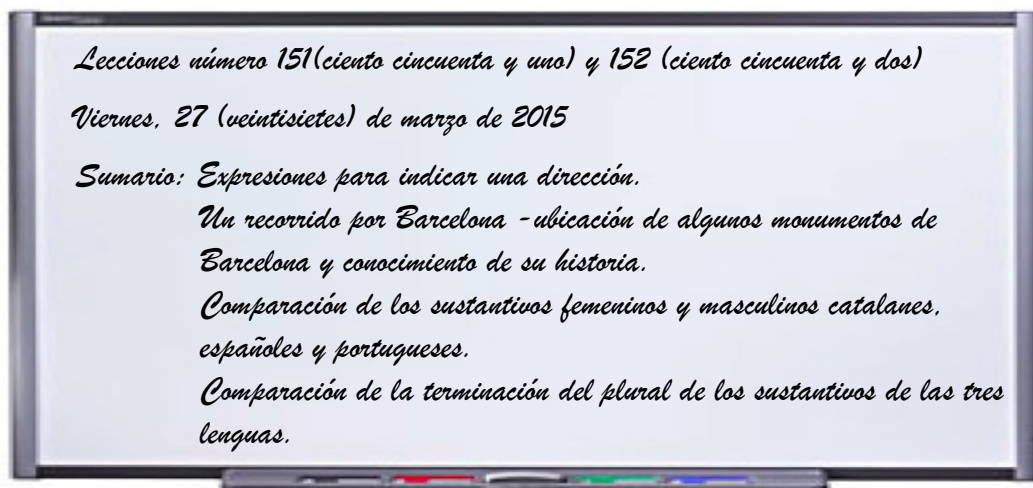 Lecciones número 151(ciento cincuenta y uno) y 152 (ciento cincuenta y dos)
Viernes, 27 (veintisietes) de marzo de 2015
Sumario: Expresiones para indicar una dirección.
Un recorrido por Barcelona -ubicación de algunos monumentos de
Barcelona y conocimiento de su historia.
Comparación de los sustantivos femeninos y masculinos catalanes,
españoles y portugueses.
Comparación de la terminación del plural de los sustantivos de las tres
lenguas.